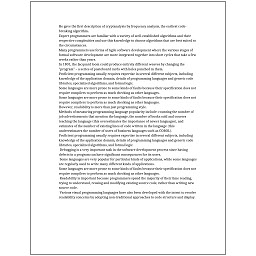 He gave the first description of cryptanalysis by frequency analysis, the earliest code-
breaking algorithm.
Expert programmers are familiar with a variety of well-established algorithms and their
respective complexities and use this knowledge to choose algorithms that are best suited to
the circumstances.
Many programmers use forms of Agile software development where the various stages of
formal software development are more integrated together into short cycles that take a few
weeks rather than years.
In 1801, the Jacquard loom could produce entirely different weaves by changing the
"program" – a series of pasteboard cards with holes punched in them.
Proficient programming usually requires expertise in several different subjects, including
knowledge of the application domain, details of programming languages and generic code
libraries, specialized algorithms, and formal logic.
Some languages are more prone to some kinds of faults because their specification does not
require compilers to perform as much checking as other languages.
Some languages are more prone to some kinds of faults because their specification does not
require compilers to perform as much checking as other languages.
However, readability is more than just programming style.
Methods of measuring programming language popularity include: counting the number of
job advertisements that mention the language, the number of books sold and courses
teaching the language (this overestimates the importance of newer languages), and
estimates of the number of existing lines of code written in the language (this
underestimates the number of users of business languages such as COBOL).
Proficient programming usually requires expertise in several different subjects, including
knowledge of the application domain, details of programming languages and generic code
libraries, specialized algorithms, and formal logic.
Debugging is a very important task in the software development process since having
defects in a program can have significant consequences for its users.
Some languages are very popular for particular kinds of applications, while some languages
are regularly used to write many different kinds of applications.
Some languages are more prone to some kinds of faults because their specification does not
require compilers to perform as much checking as other languages.
Readability is important because programmers spend the majority of their time reading,
trying to understand, reusing and modifying existing source code, rather than writing new
source code.
Various visual programming languages have also been developed with the intent to resolve
readability concerns by adopting non-traditional approaches to code structure and display.